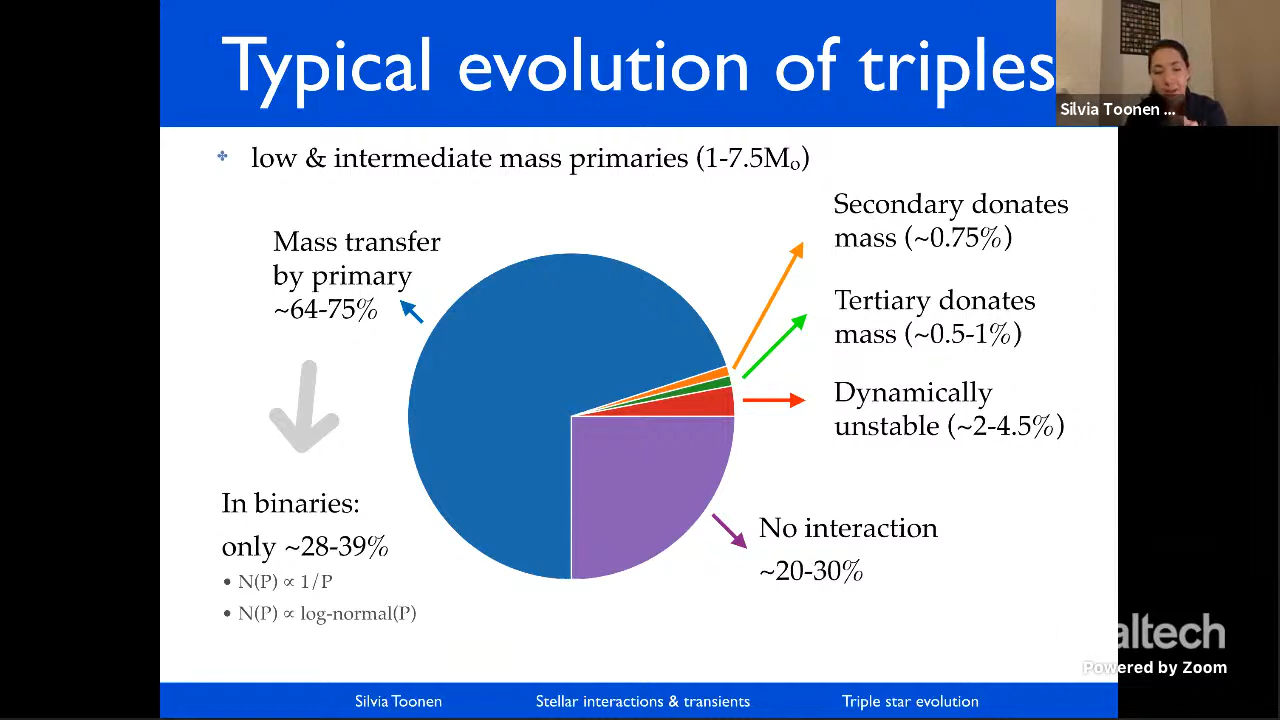 Typical evolution of triples
Silvia Toonen ...
✤ low & intermediate mass primaries (1-7.5Mₒ)
Mass transfer
by primary
~64-75%
Secondary donates
mass (~0.75%)
Tertiary donates
mass (~0.5-1%)
Dynamically
unstable (~2-4.5%)
No interaction
~20-30%
In binaries:
only ~28-39%
• N(P) ∝ 1/P
• N(P) ∝ log-normal(P)
altech
Powered by Zoom
Silvia Toonen
Stellar interactions & transients
Triple star evolution